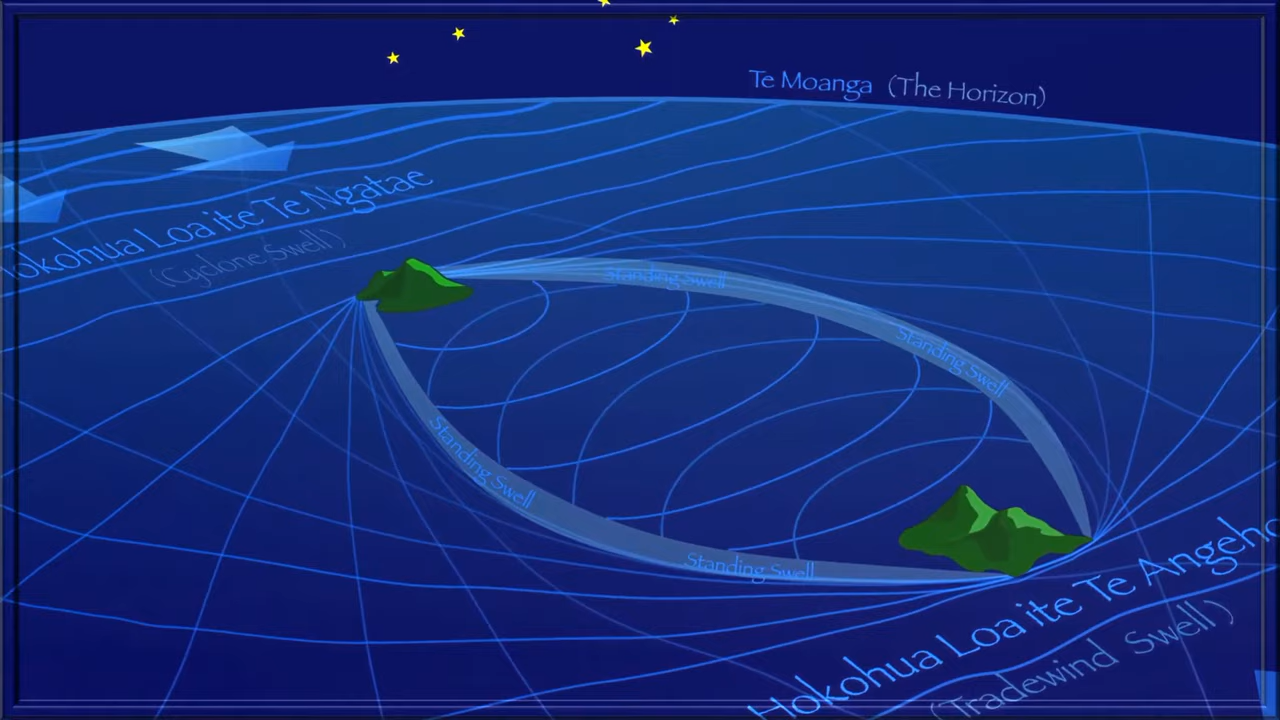 Te Moanga (The Horizon)
okohua Loa ite Te Ngatae
(Cyclone Swell)
Standing Swell
Standing Swell
Standing Swell
Standing Swell
Hokohua Loa ite Te Angeho
(Tradewind Swell)